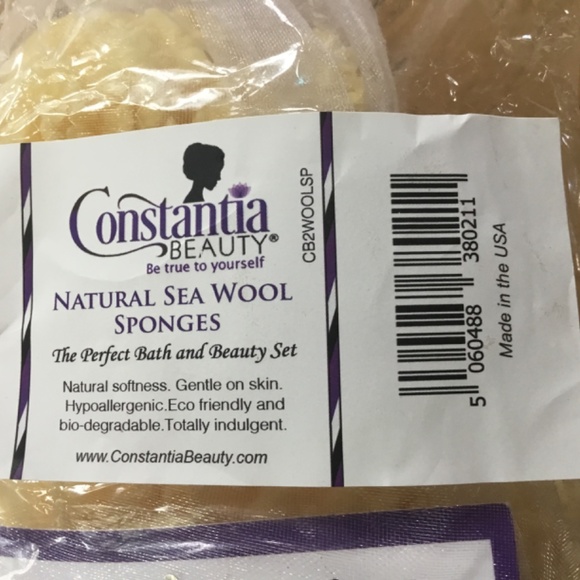 Constantia
BEAUTY®
Be true to yourself
NATURAL SEA WOOL
SPONGES
The Perfect Bath and Beauty Set
Natural softness. Gentle on skin.
Hypoallergenic.Eco friendly and
bio-degradable.Totally indulgent.
www.ConstantiaBeauty.com
CB2WOOLSP
5 060488 380211
Made in the USA